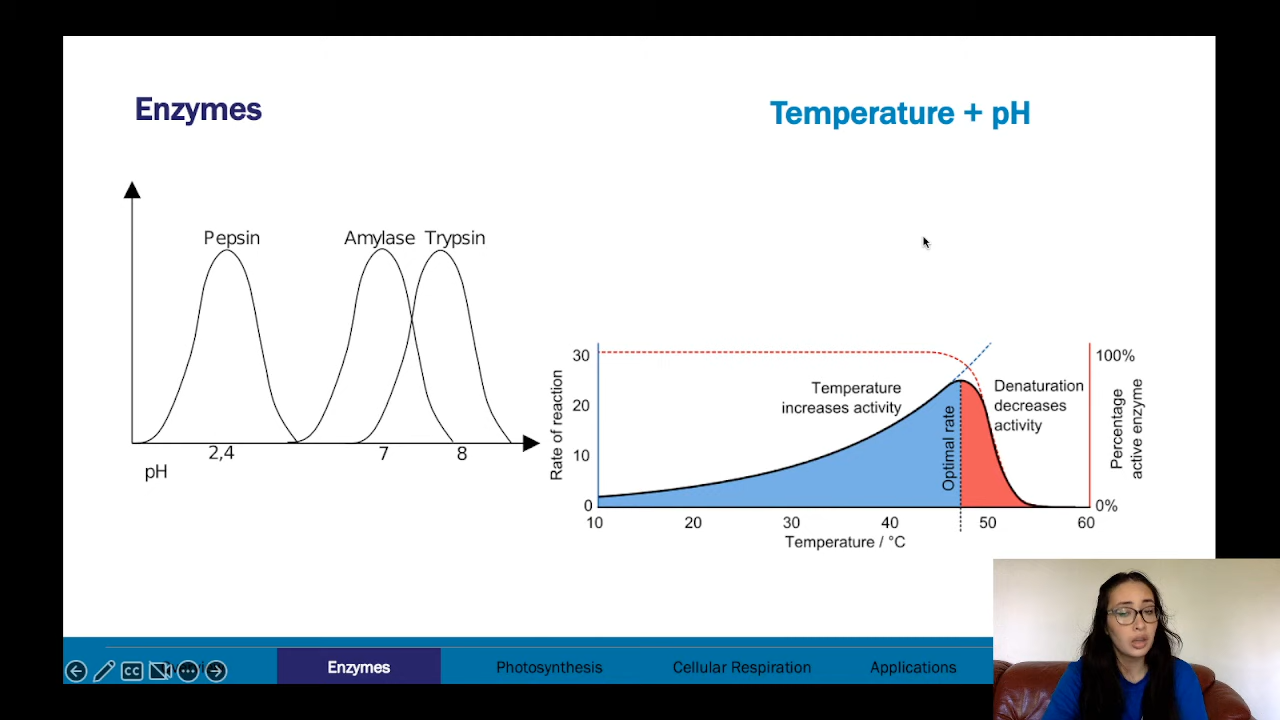 Enzymes
Temperature + pH
Pepsin
Amylase
Trypsin
2,4
7
8
pH
Rate of reaction
30
20
10
0
Temperature
increases activity
Optimal rate
Denaturation
decreases
activity
100%
0%
Percentage
active enzyme
10
20
30
40
50
60
Temperature / °C
CC
Enzymes
Photosynthesis
Cellular Respiration
Applications